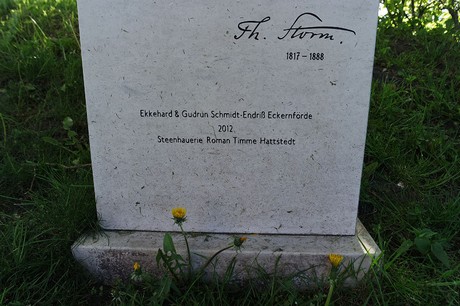 Th. Storm.
1817 – 1888
Ekkehard & Gudrun Schmidt-Endriß Eckernförde
2012
Steenhauerie Roman Timme Hattstedt